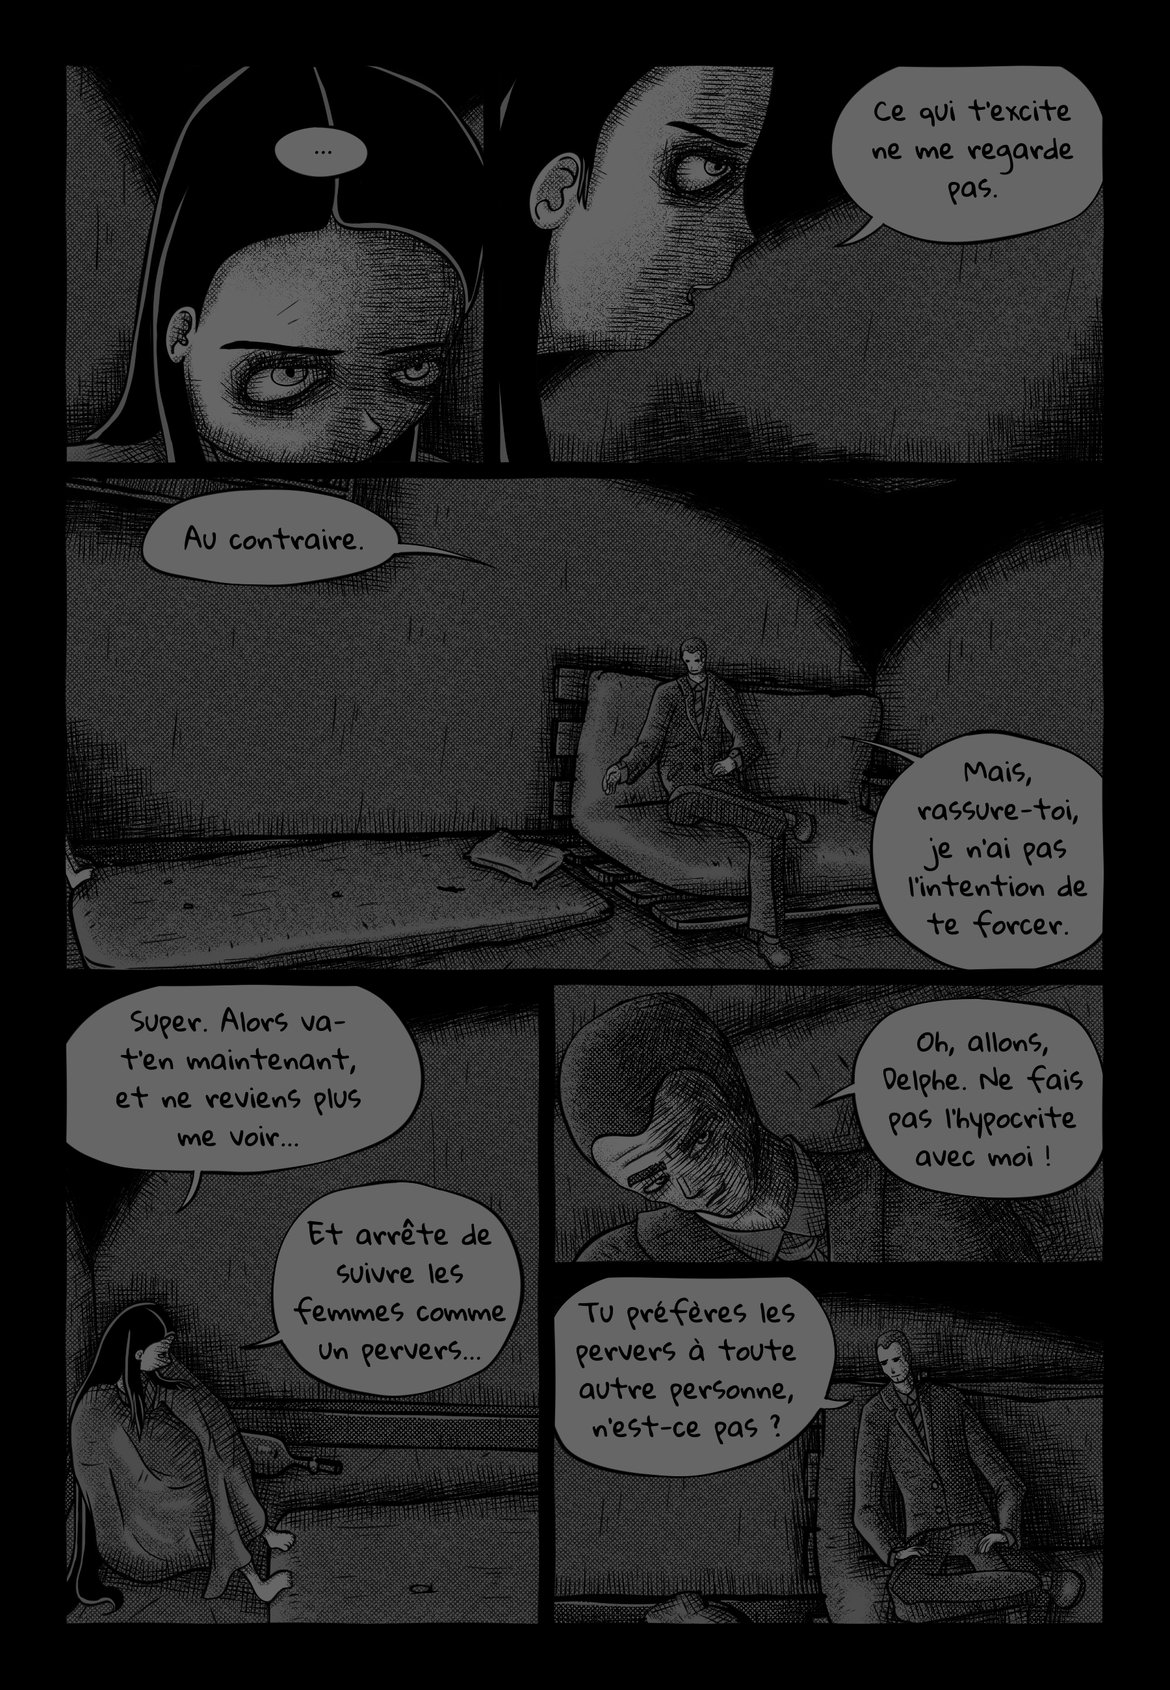 ...
Ce qui t'excite
ne me regarde
pas.
Au contraire.
Mais,
rassure-toi,
je n'ai pas
l'intention de
te forcer.
Super. Alors va-
t'en maintenant,
et ne reviens plus
me voir...
Et arrête de
suivre les
femmes comme
un pervers...
Oh, allons,
Delphe. Ne fais
pas l'hypocrite
avec moi !
Tu préfères les
pervers à toute
autre personne,
n'est-ce pas ?